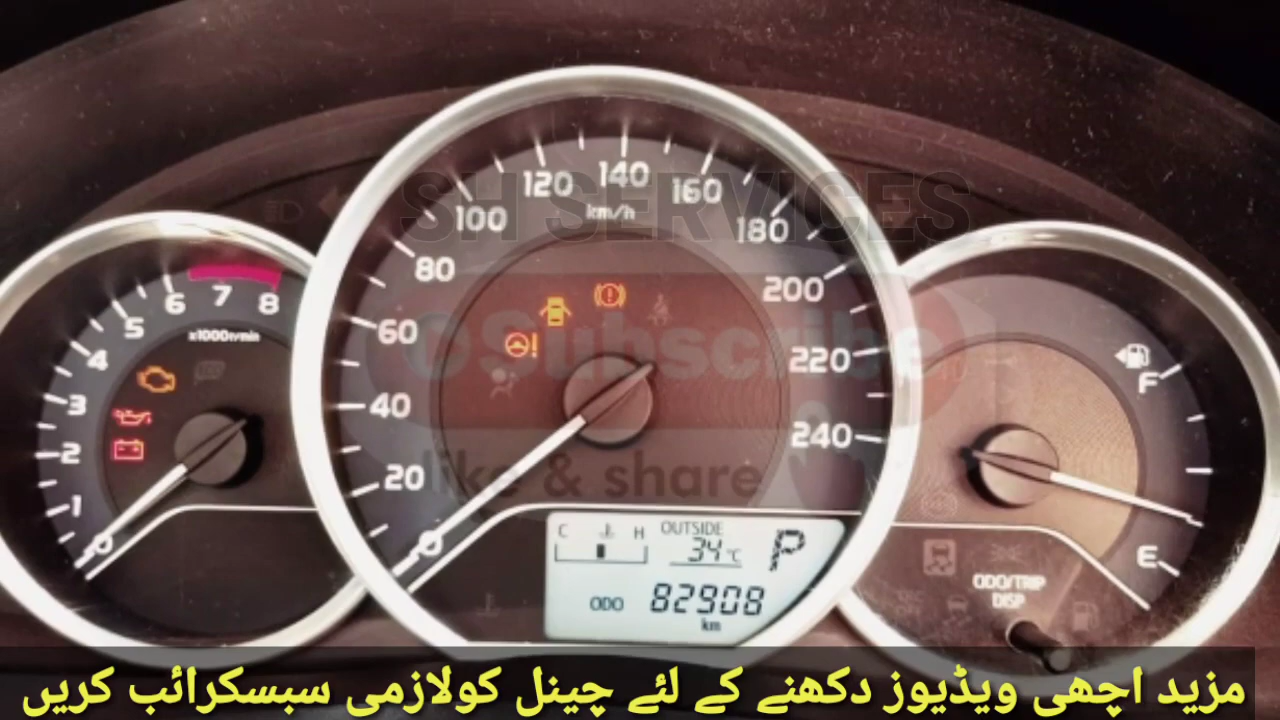 SH SERVICES
120 140 160
100 km/h 180
80 200
60 220
40 240
20
0
Subscribe
like & share
6 7 8
5 x1000r/min
4
3
2
1
0
C H OUTSIDE
34°C P
ODO 82908
km
F
E
ODO/TRIP
DISP
مزید اچھی ویڈیوز دکھنے کے لئے چینل کولازمی سبسکرائب کریں